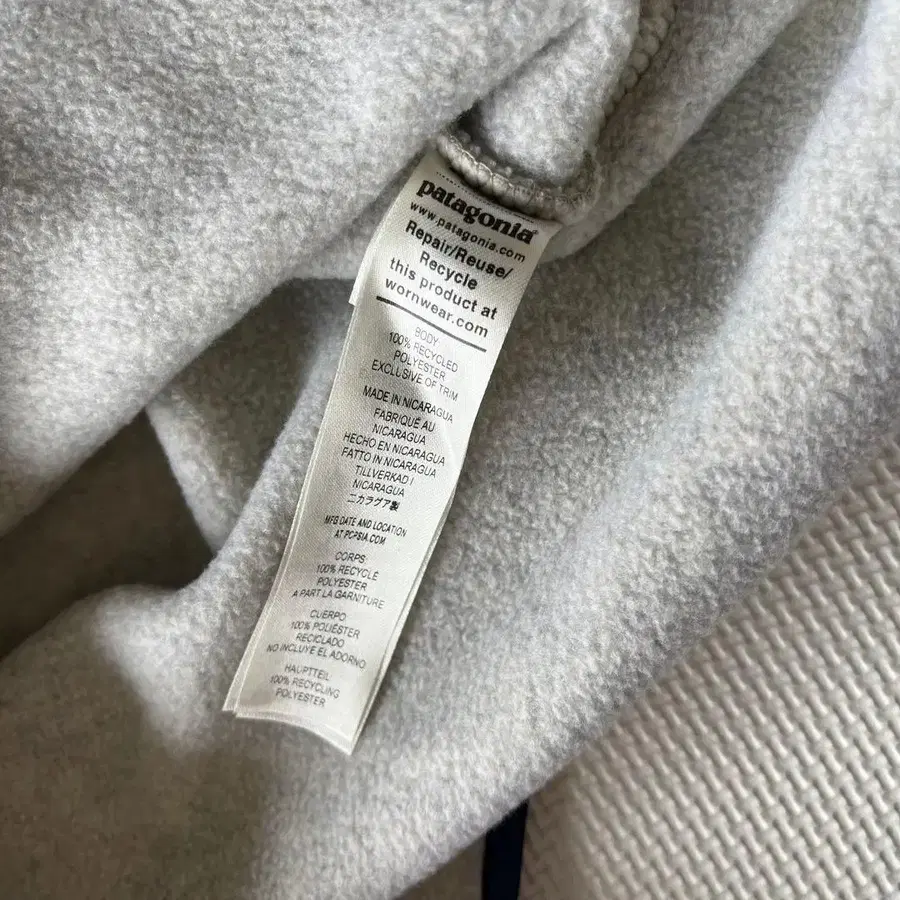 patagonia®
www.patagonia.com
Repair/Reuse/
Recycle
this product at
wornwear.com
BODY:
100% RECYCLED
POLYESTER
EXCLUSIVE OF TRIM
MADE IN NICARAGUA
FABRIQUÉ AU
NICARAGUA
HECHO EN NICARAGUA
FATTO IN NICARAGUA
TILLVERKAD I
NICARAGUA
ニカラグア製
MFG DATE AND LOCATION
AT PCPSIA.COM
CORPS:
100% RECYCLÉ
POLYESTER
A PART LA GARNITURE
CUERPO:
100% POLIÉSTER
RECICLADO
NO INCLUYE EL ADORNO
HAUPTTEIL:
100% RECYCLING
POLYESTER